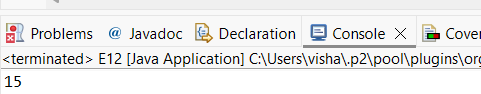 Problems @ Javadoc Declaration Console × Cover
<terminated> E12 [Java Application] C:\Users\visha\.p2\pool\plugins\org
15